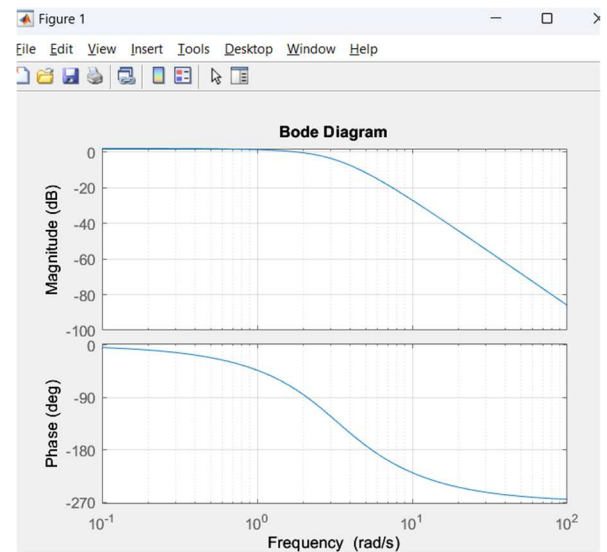 Figure 1
File Edit View Insert Tools Desktop Window Help
Bode Diagram
Magnitude (dB)
0
-20
-40
-60
-80
-100
Phase (deg)
0
-90
-180
-270
10^-1 10^0 10^1 10^2
Frequency (rad/s)